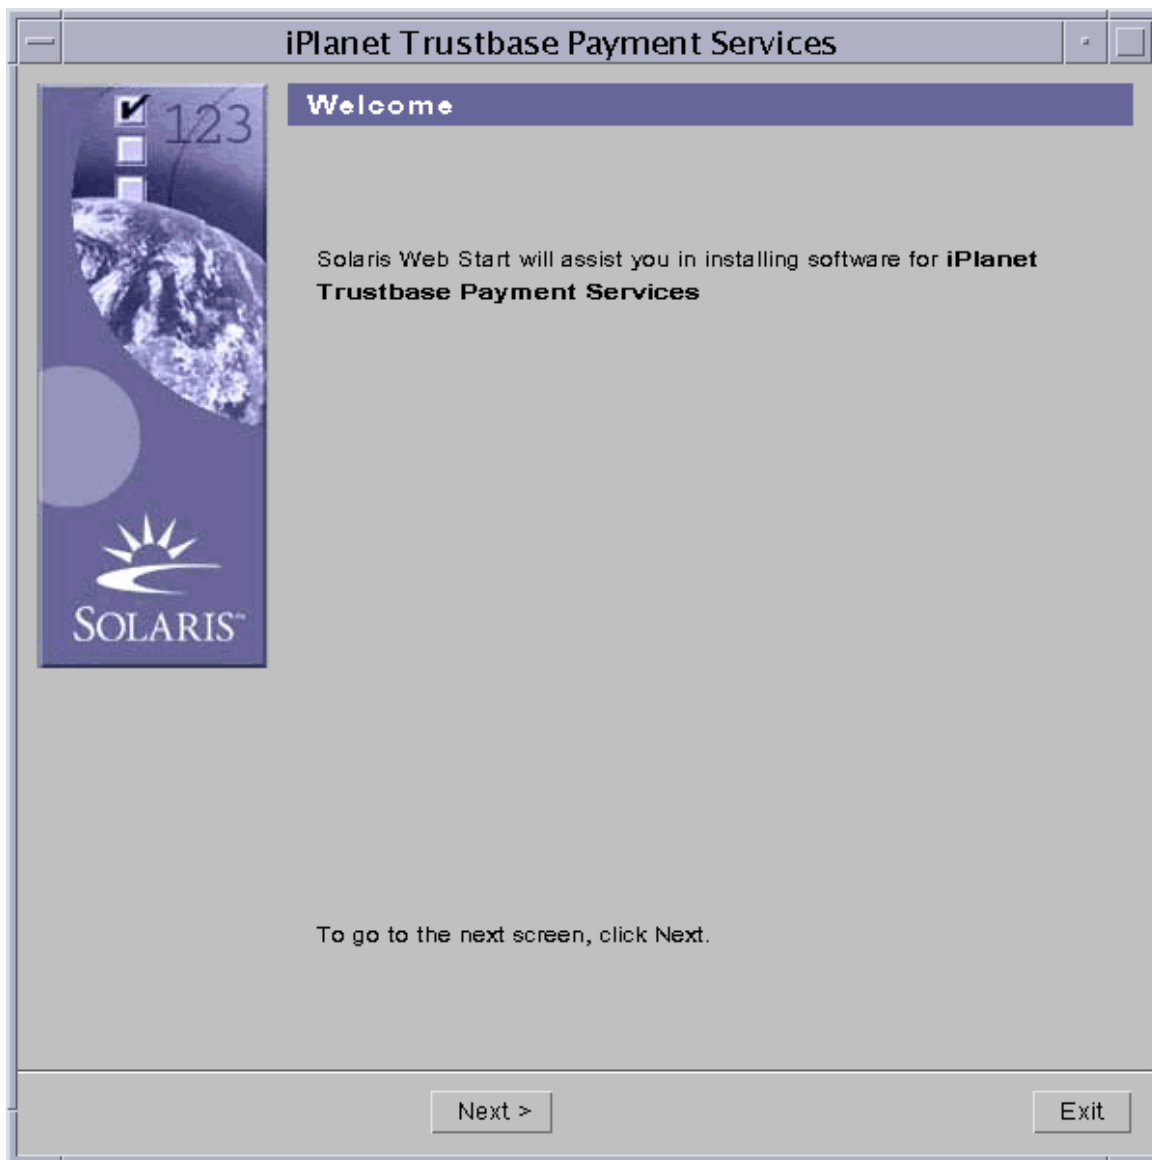 iPlanet Trustbase Payment Services
123
Welcome
Solaris Web Start will assist you in installing software for iPlanet
Trustbase Payment Services
SOLARIS™
To go to the next screen, click Next.
Next >
Exit